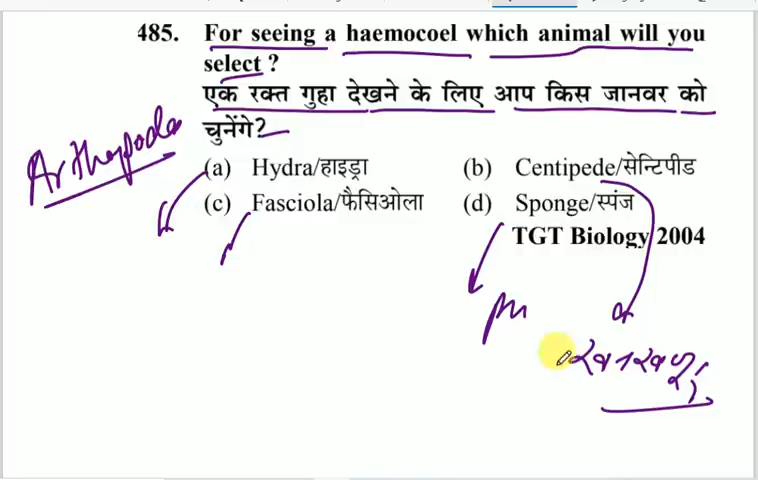 485. For seeing a haemocoel which animal will you
select ?
एक रक्त गुहा देखने के लिए आप किस जानवर को
चुनेंगे?
Arthopoda
(a) Hydra/हाइड्रा (b) Centipede/सेन्टिपीड
(c) Fasciola/फैसिओला (d) Sponge/स्पंज
TGT Biology 2004